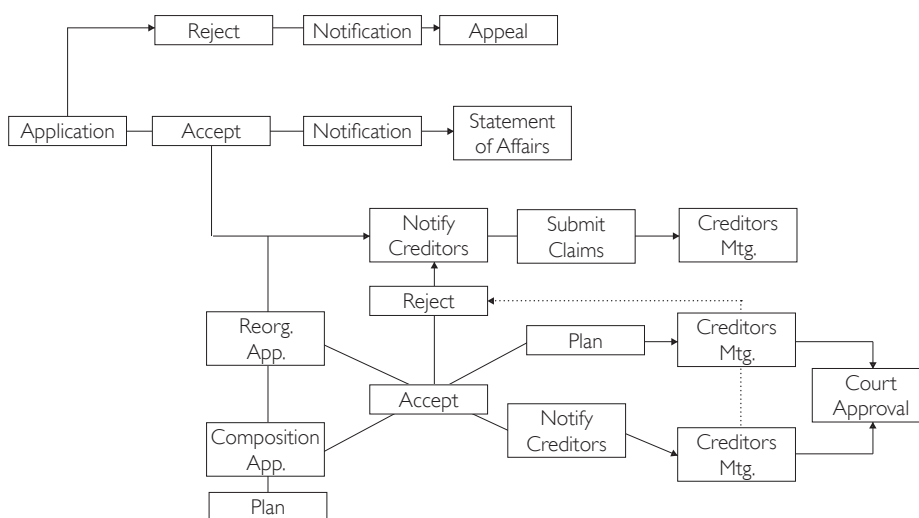 Reject
Notification
Appeal
Application
Accept
Notification
Statement
of Affairs
Notify
Creditors
Submit
Claims
Creditors
Mtg.
Reject
Reorg.
App.
Plan
Creditors
Mtg.
Accept
Court
Approval
Notify
Creditors
Composition
App.
Creditors
Mtg.
Plan